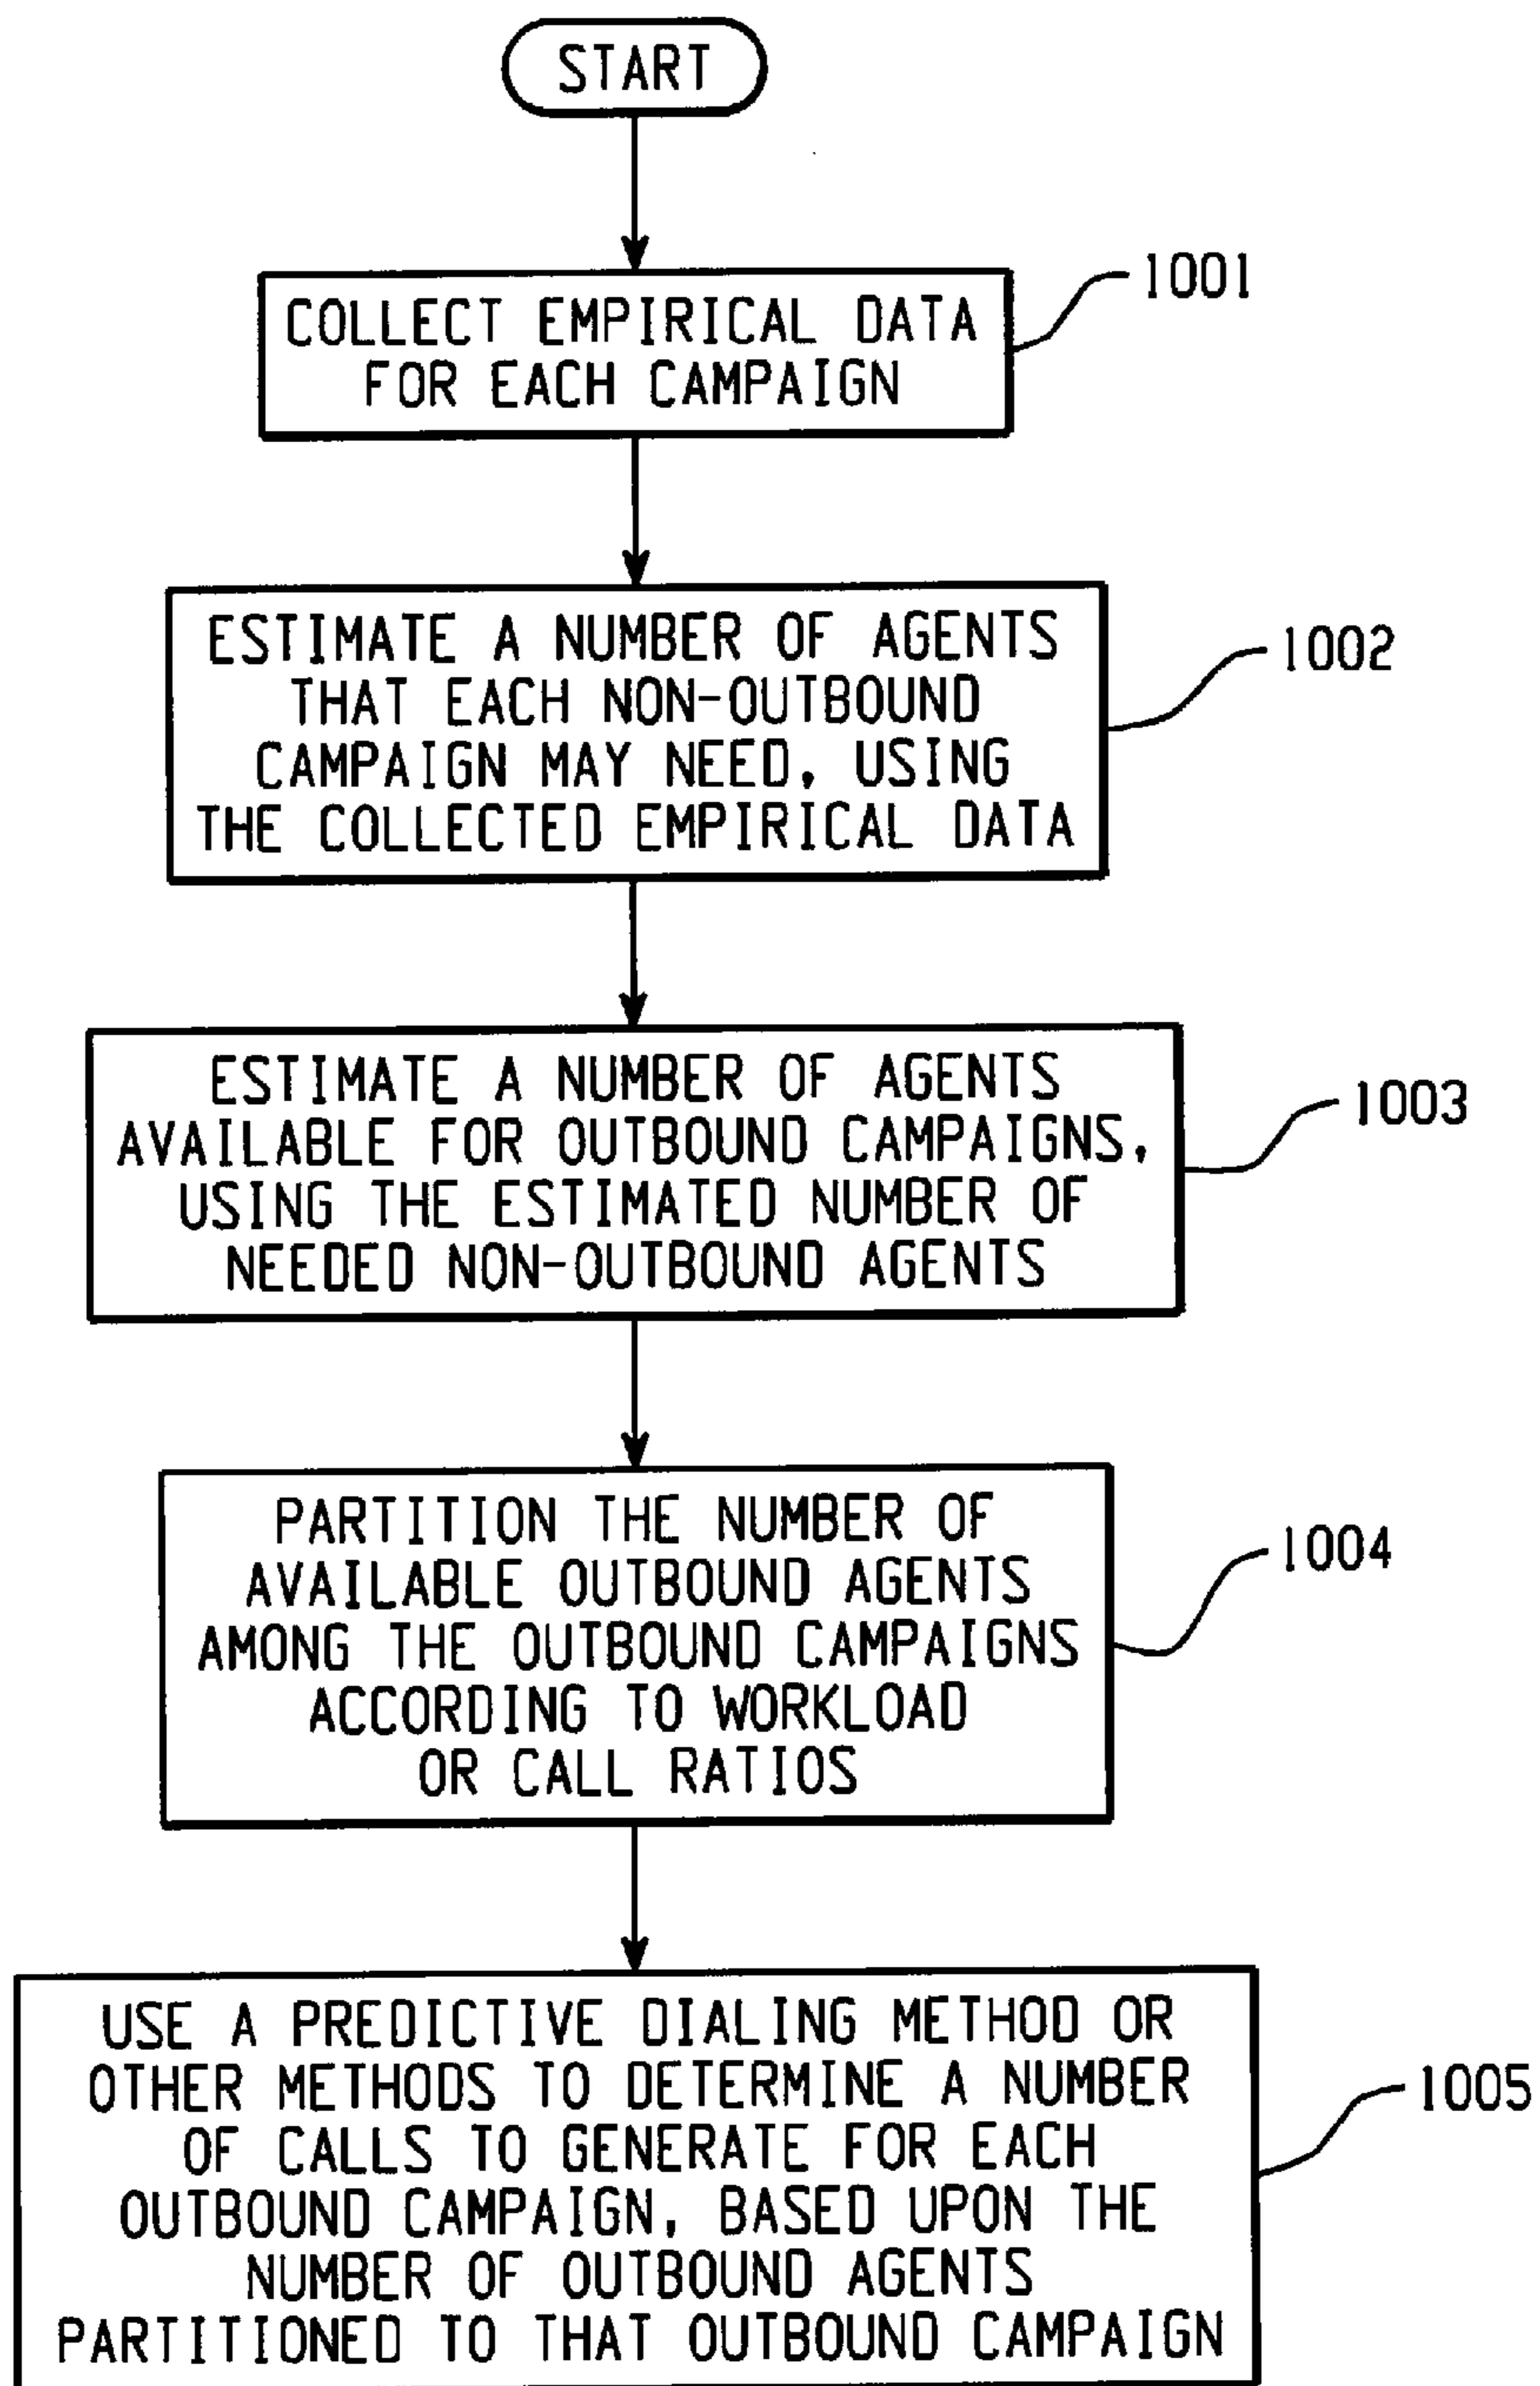 START
1001
COLLECT EMPIRICAL DATA
FOR EACH CAMPAIGN
1002
ESTIMATE A NUMBER OF AGENTS
THAT EACH NON-OUTBOUND
CAMPAIGN MAY NEED, USING
THE COLLECTED EMPIRICAL DATA
1003
ESTIMATE A NUMBER OF AGENTS
AVAILABLE FOR OUTBOUND CAMPAIGNS,
USING THE ESTIMATED NUMBER OF
NEEDED NON-OUTBOUND AGENTS
1004
PARTITION THE NUMBER OF
AVAILABLE OUTBOUND AGENTS
AMONG THE OUTBOUND CAMPAIGNS
ACCORDING TO WORKLOAD
OR CALL RATIOS
1005
USE A PREDICTIVE DIALING METHOD OR
OTHER METHODS TO DETERMINE A NUMBER
OF CALLS TO GENERATE FOR EACH
OUTBOUND CAMPAIGN, BASED UPON THE
NUMBER OF OUTBOUND AGENTS
PARTITIONED TO THAT OUTBOUND CAMPAIGN